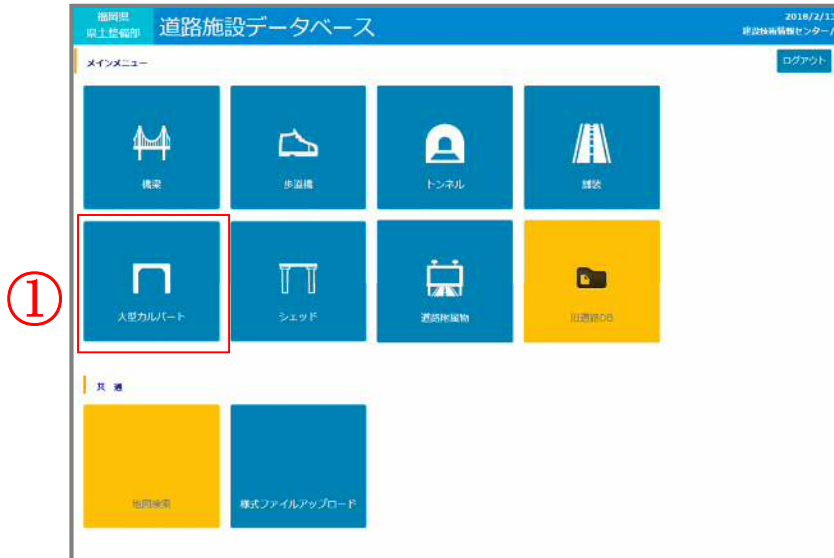 福岡県
県土整備部
道路施設データベース
2018/2/13
建設技術情報センター/
メインメニュー
ログアウト
橋梁
歩道橋
トンネル
舗装
①
大型カルバート
シェッド
道路附属物
旧道路DB
共 通
地図検索
様式ファイルアップロード